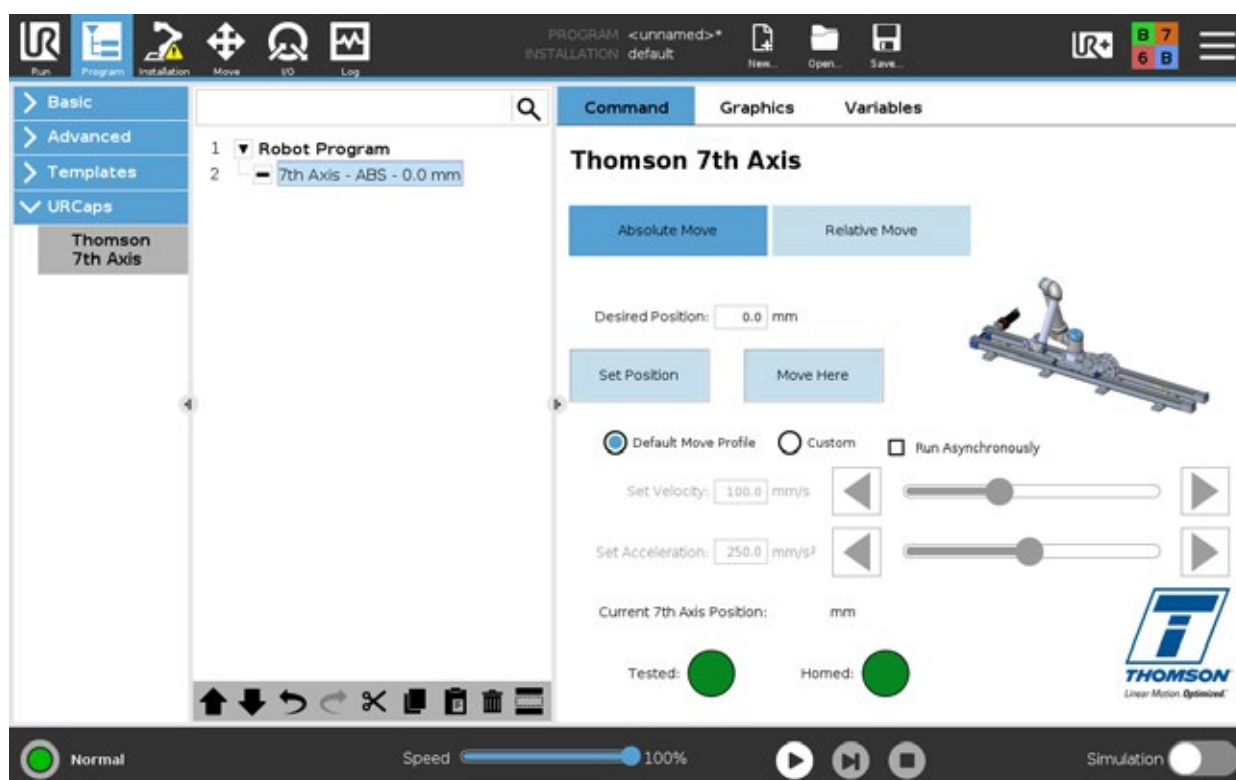 PROGRAM <unnamed>*
INSTALLATION default
UR
UR+
B 7
6 B
Run Program Installation Move I/O Log
New... Open... Save...
Basic
Advanced
Templates
URCaps
Thomson
7th Axis
1 Robot Program
2 7th Axis - ABS - 0.0 mm
Command Graphics Variables
Thomson 7th Axis
Absolute Move Relative Move
Desired Position: 0.0 mm
Set Position Move Here
Default Move Profile Custom Run Asynchronously
Set Velocity: 100.0 mm/s
Set Acceleration: 250.0 mm/s²
Current 7th Axis Position: mm
Tested: Homed:
THOMSON
Linear Motion Optimized.
Normal Speed 100% Simulation